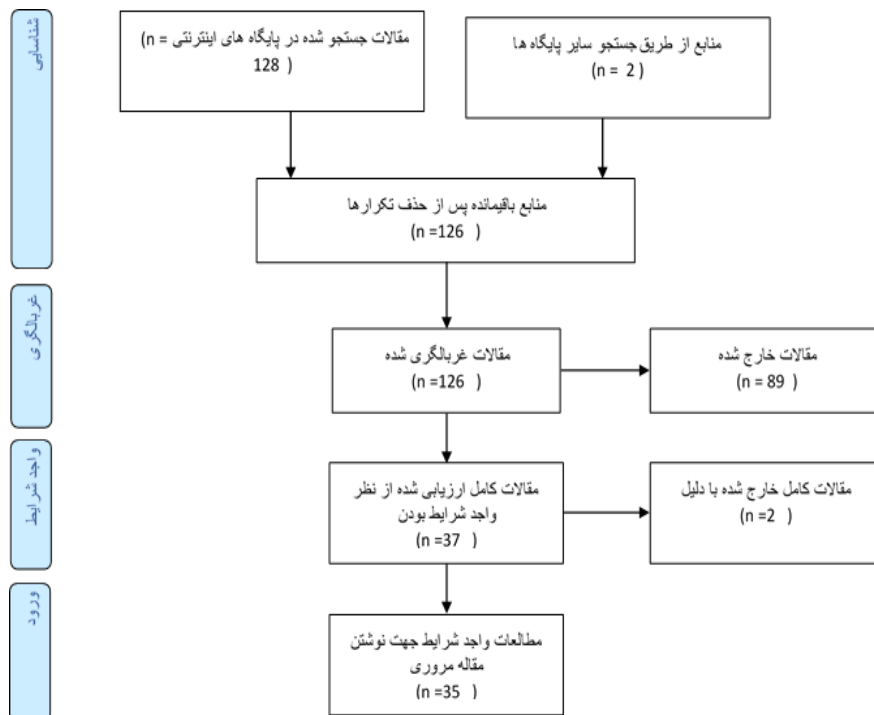 شناسایی
مقالات جستجو شده در پایگاه های اینترنتی (n =
128 )
منابع از طریق جستجو سایر پایگاه ها
(n = 2 )
منابع باقیمانده پس از حذف تکرارها
(n =126 )
غربالگری
مقالات غربالگری شده
(n =126 )
مقالات خارج شده
(n = 89 )
واجد شرایط
مقالات کامل ارزیابی شده از نظر
واجد شرایط بودن
(n =37 )
مقالات کامل خارج شده با دلیل
(n =2 )
ورود
مطالعات واجد شرایط جهت نوشتن
مقاله مروری
(n =35 )